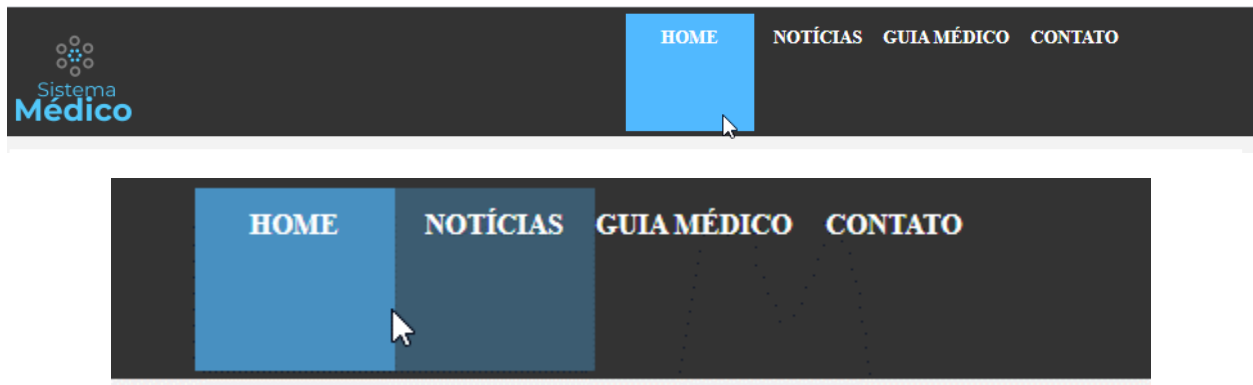 HOME NOTÍCIAS GUIA MÉDICO CONTATO
Sistema
Médico
HOME NOTÍCIAS GUIA MÉDICO CONTATO